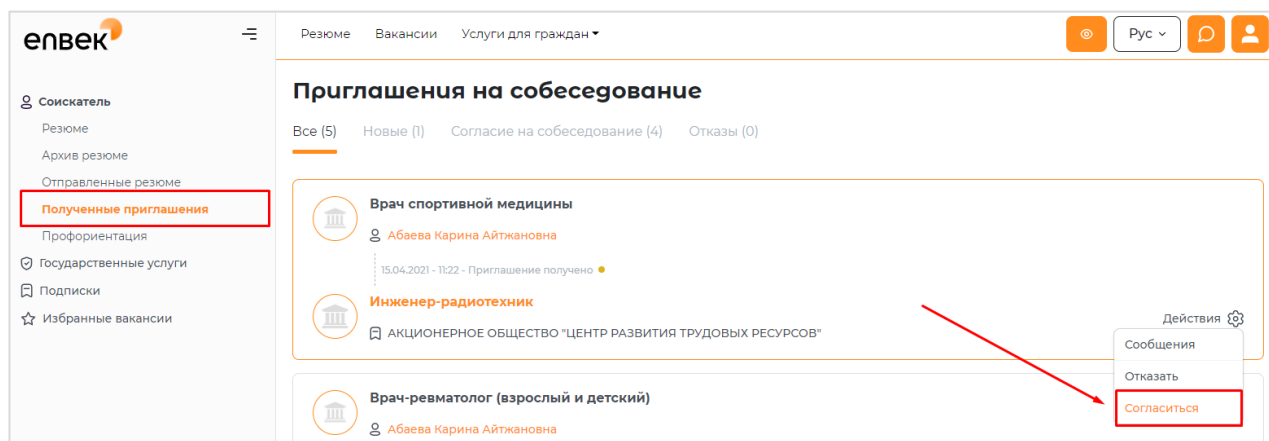 enвек
Резюме Вакансии Услуги для граждан
Рус
Соискатель
Резюме
Архив резюме
Отправленные резюме
Полученные приглашения
Профориентация
Государственные услуги
Подписки
Избранные вакансии
Приглашения на собеседование
Все (5) Новые (1) Согласие на собеседование (4) Отказы (0)
Врач спортивной медицины
Абаева Карина Айтжановна
15.04.2021 - 11:22 - Приглашение получено
Инженер-радиотехник
АКЦИОНЕРНОЕ ОБЩЕСТВО "ЦЕНТР РАЗВИТИЯ ТРУДОВЫХ РЕСУРСОВ"
Действия
Сообщения
Отказать
Согласиться
Врач-ревматолог (взрослый и детский)
Абаева Карина Айтжановна